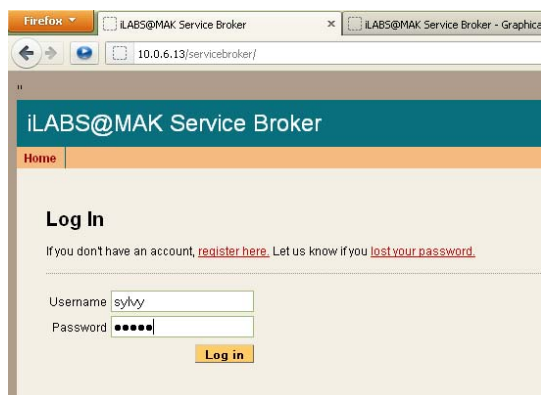 Firefox
iLABS@MAK Service Broker
iLABS@MAK Service Broker - Graphica
10.0.6.13/servicebroker/
"
iLABS@MAK Service Broker
Home
Log In
If you don't have an account, register here. Let us know if you lost your password.
Username sylvy
Password •••••
Log in